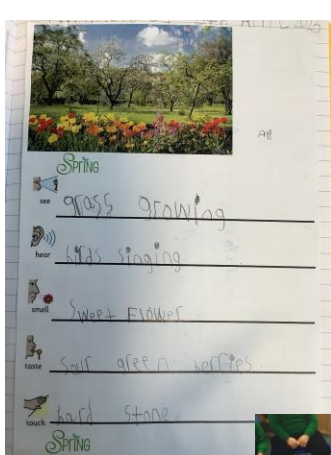 SPRING
see
grass growing
hear
birds singing
smell
Sweet Flower
taste
Sour green berries
touch
hard stone
SPRING